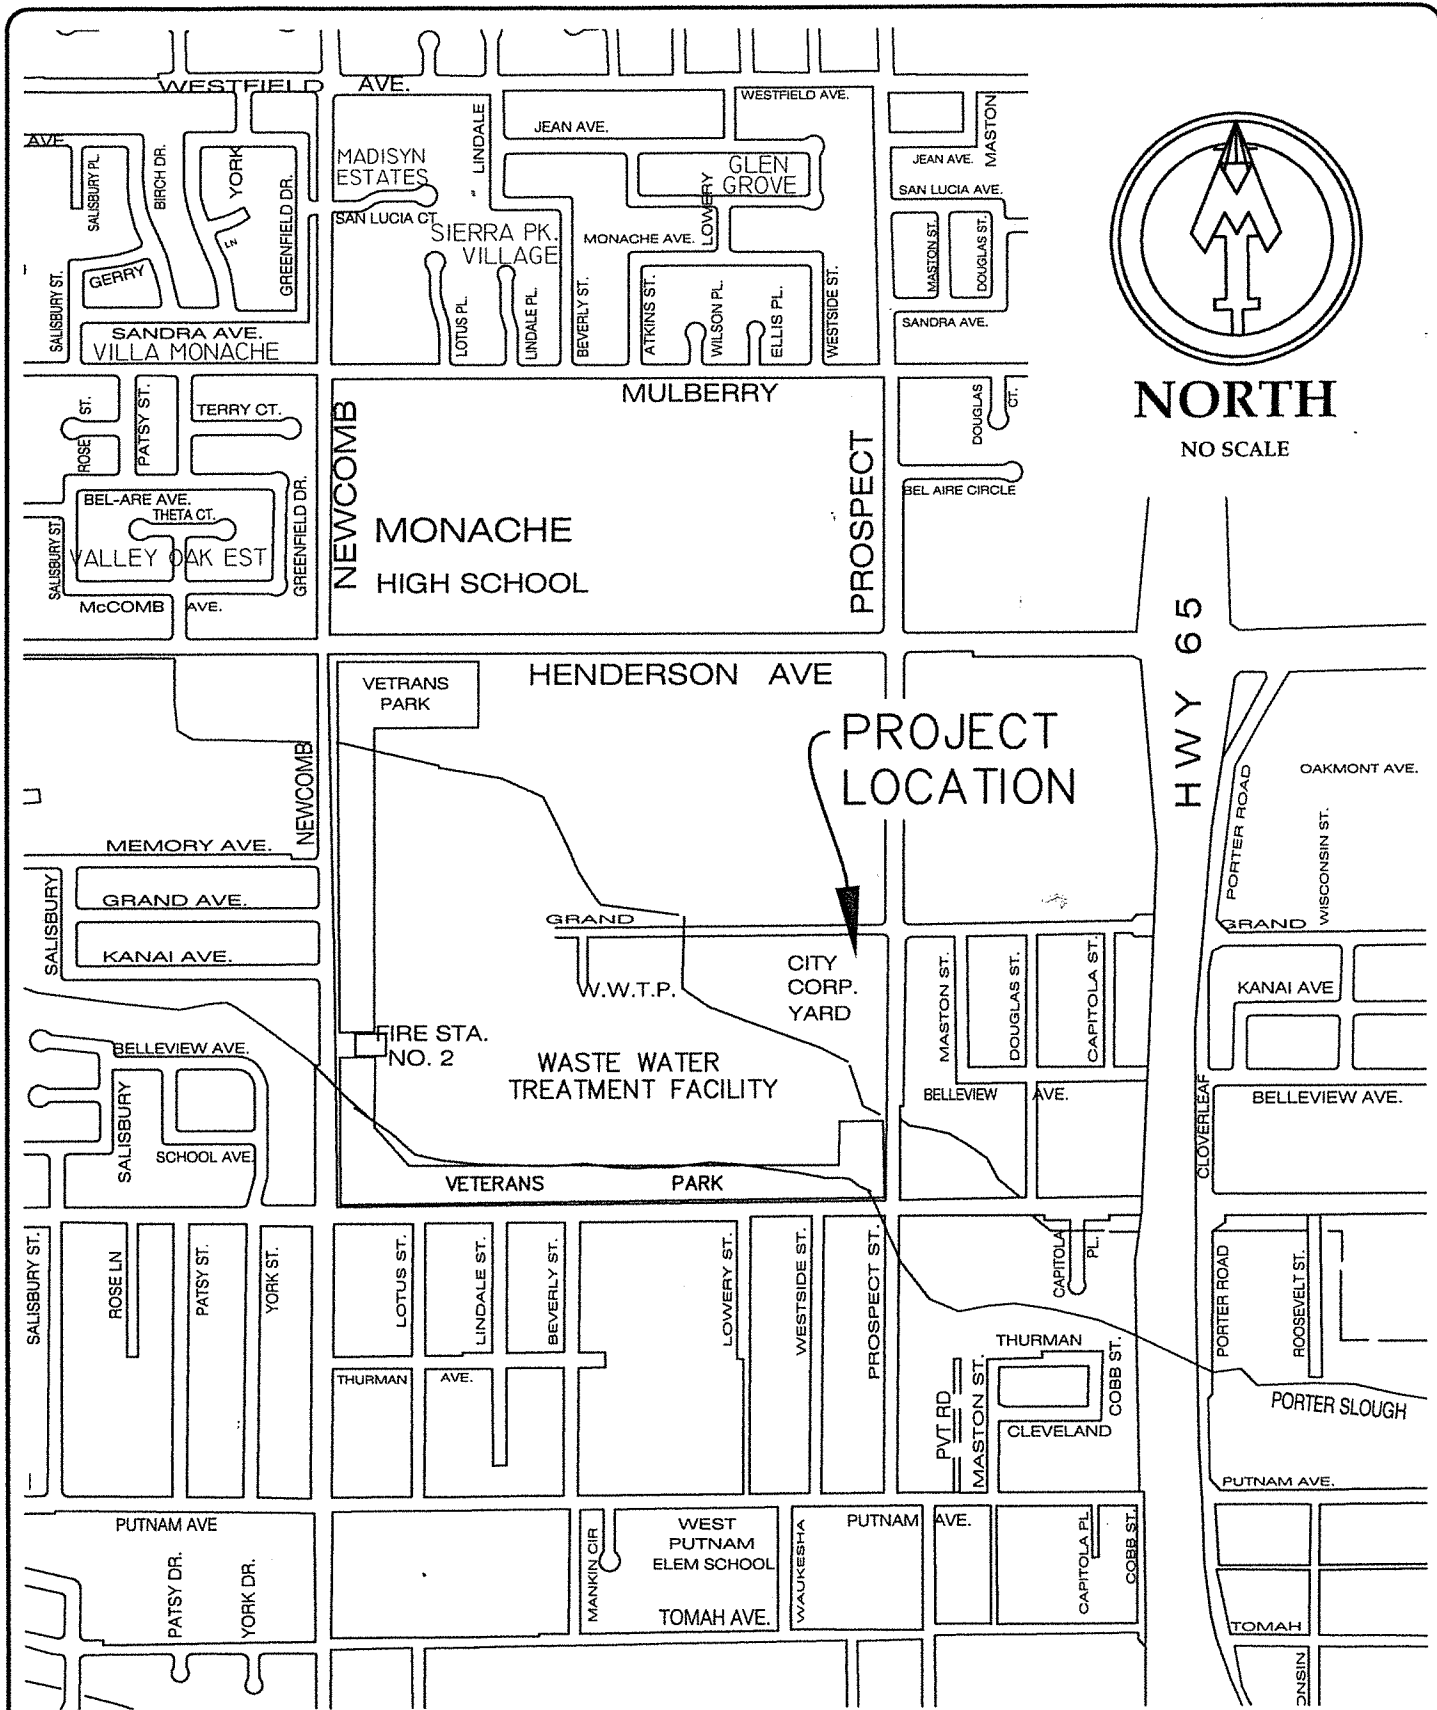 WESTFIELD AVE.
WESTFIELD AVE.
AVE
SALISBURY PL.
BIRCH DR.
YORK
LN
GREENFIELD DR.
GERRY
SALISBURY ST.
SANDRA AVE.
VILLA MONACHE
MADISYN
ESTATES
SAN LUCIA CT.
LINDALE
JEAN AVE.
GLEN
GROVE
LOWERY
MONACHE AVE.
SIERRA PK.
VILLAGE
LOTUS PL.
LINDALE PL.
BEVERLY ST.
ATKINS ST.
WILSON PL.
ELLIS PL.
WESTSIDE ST.
MASTON
JEAN AVE.
SAN LUCIA AVE.
MASTON ST.
DOUGLAS ST.
SANDRA AVE.
NORTH
NO SCALE
MULBERRY
ROSE ST.
PATSY ST.
TERRY CT.
BEL-ARE AVE.
THETA CT.
VALLEY OAK EST
SALISBURY ST
GREENFIELD DR.
McCOMB AVE.
NEWCOMB
MONACHE
HIGH SCHOOL
PROSPECT
DOUGLAS CT.
BEL AIRE CIRCLE
HWY 65
HENDERSON AVE
VETRANS
PARK
PROJECT
LOCATION
NEWCOMB
MEMORY AVE.
PORTER ROAD
OAKMONT AVE.
WISCONSIN ST.
SALISBURY
GRAND AVE.
KANAI AVE.
GRAND
GRAND
W.W.T.P.
CITY
CORP.
YARD
MASTON ST.
DOUGLAS ST.
CAPITOLA ST.
KANAI AVE
BELLEVIEW AVE.
FIRE STA.
NO. 2
WASTE WATER
TREATMENT FACILITY
BELLEVIEW AVE.
BELLEVIEW AVE.
CLOVERLEAF
SALISBURY
SCHOOL AVE.
VETERANS PARK
SALISBURY ST.
ROSE LN
PATSY ST.
YORK ST.
LOTUS ST.
LINDALE ST.
BEVERLY ST.
LOWERY ST.
WESTSIDE ST.
PROSPECT ST.
CAPITOLA PL.
PORTER ROAD
ROOSEVELT ST.
THURMAN AVE.
THURMAN
PVT RD
MASTON ST.
COBB ST.
CLEVELAND
PORTER SLOUGH
PUTNAM AVE.
PUTNAM AVE
PATSY DR.
YORK DR.
MANKIN CIR
WEST
PUTNAM
ELEM SCHOOL
TOMAH AVE.
WAUKESHA
PUTNAM AVE.
CAPITOLA PL
COBB ST.
TOMAH
ONSIN